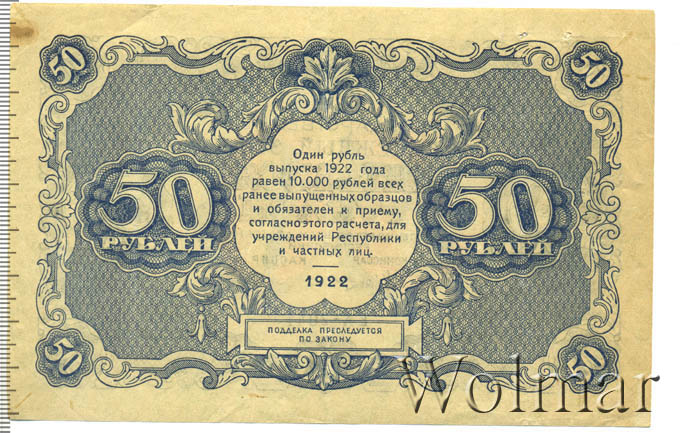 50
50
Один рубль
выпуска 1922 года
равен 10.000 рублей всех
ранее выпущенных образцов
и обязателен к приему,
согласно этого расчета, для
учреждений Республики
и частных лиц.
1922
50
РУБЛЕЙ
50
РУБЛЕЙ
ПОДДЕЛКА ПРЕСЛЕДУЕТСЯ
ПО ЗАКОНУ.
50
50
Wolmar